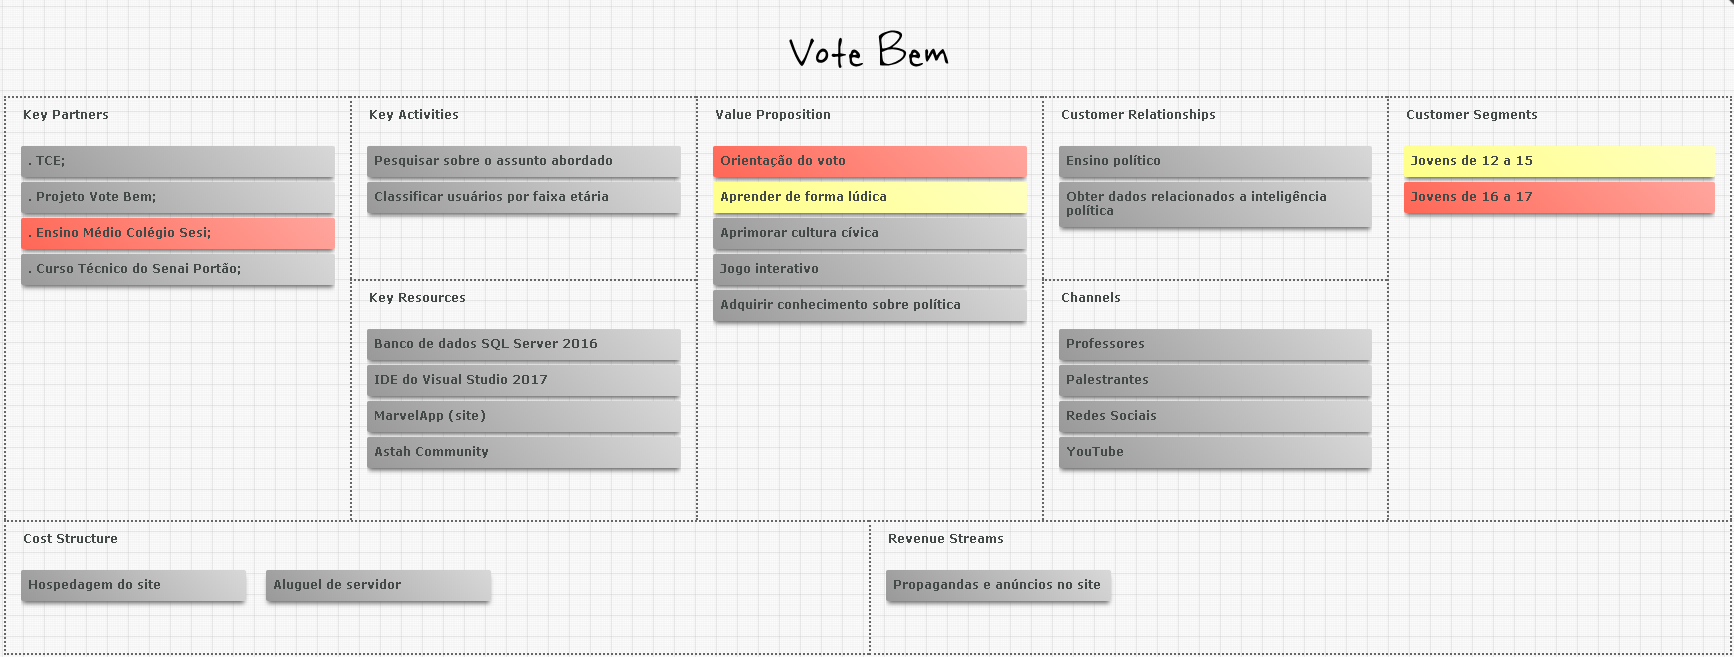 Vote Bem
Key Partners
. TCE;
. Projeto Vote Bem;
. Ensino Médio Colégio Sesi;
. Curso Técnico do Senai Portão;
Key Activities
Pesquisar sobre o assunto abordado
Classificar usuários por faixa etária
Key Resources
Banco de dados SQL Server 2016
IDE do Visual Studio 2017
MarvelApp (site)
Astah Community
Value Proposition
Orientação do voto
Aprender de forma lúdica
Aprimorar cultura cívica
Jogo interativo
Adquirir conhecimento sobre política
Customer Relationships
Ensino político
Obter dados relacionados a inteligência
política
Channels
Professores
Palestrantes
Redes Sociais
YouTube
Customer Segments
Jovens de 12 a 15
Jovens de 16 a 17
Cost Structure
Hospedagem do site
Aluguel de servidor
Revenue Streams
Propagandas e anúncios no site